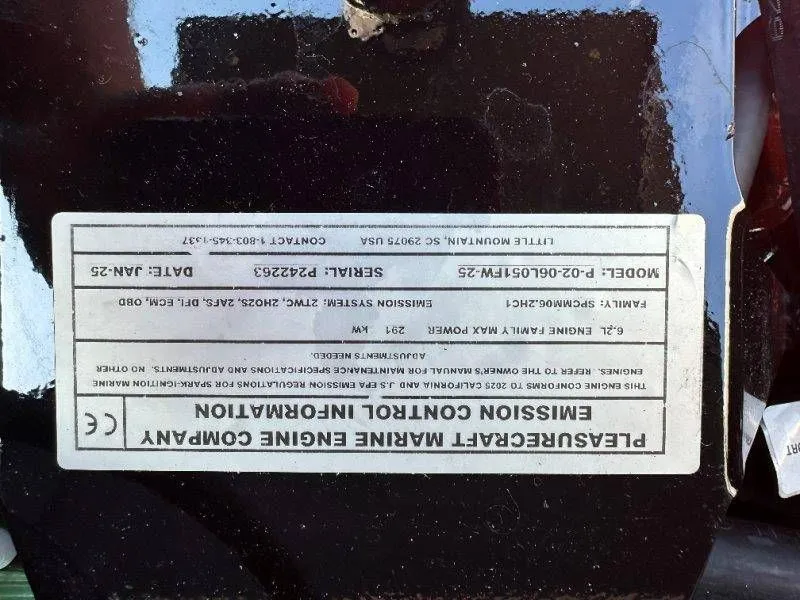 PLEASURECRAFT MARINE ENGINE COMPANY
EMISSION CONTROL INFORMATION
CE
THIS ENGINE CONFORMS TO 2025 CALIFORNIA AND U.S EPA EMISSION REGULATIONS FOR SPARK-IGNITION MARINE
ENGINES. REFER TO THE OWNER'S MANUAL FOR MAINTENANCE SPECIFICATIONS AND ADJUSTMENTS. NO OTHER
ADJUSTMENTS NEEDED.
6.2L ENGINE FAMILY MAX POWER 291 KW
FAMILY: SPCMM06.2HC1 EMISSION SYSTEM: 2TWC, 2HO2S, 2AFS, DFI, ECM, OBD
MODEL: P-02-06L051FW-25 SERIAL: P242263 DATE: JAN-25
LITTLE MOUNTAIN, SC 29075 USA CONTACT 1-803-345-1337